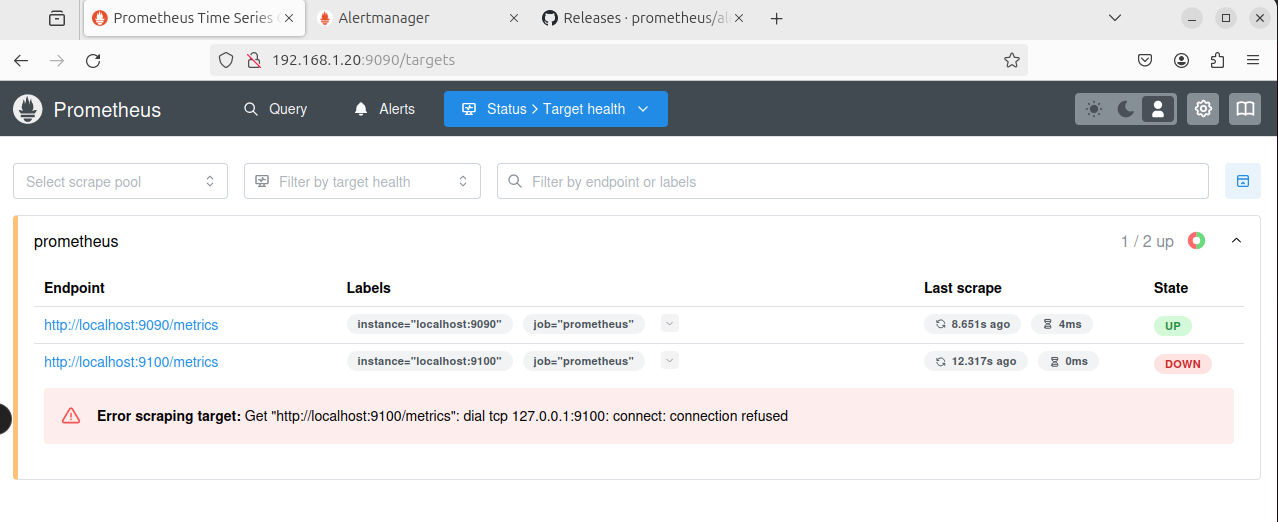 Prometheus Time Series C
Alertmanager
Releases · prometheus/al
192.168.1.20:9090/targets
Prometheus Query Alerts Status > Target health
Select scrape pool Filter by target health Filter by endpoint or labels
prometheus 1 / 2 up
Endpoint Labels Last scrape State
http://localhost:9090/metrics instance="localhost:9090" job="prometheus" 8.651s ago 4ms UP
http://localhost:9100/metrics instance="localhost:9100" job="prometheus" 12.317s ago 0ms DOWN
Error scraping target: Get "http://localhost:9100/metrics": dial tcp 127.0.0.1:9100: connect: connection refused